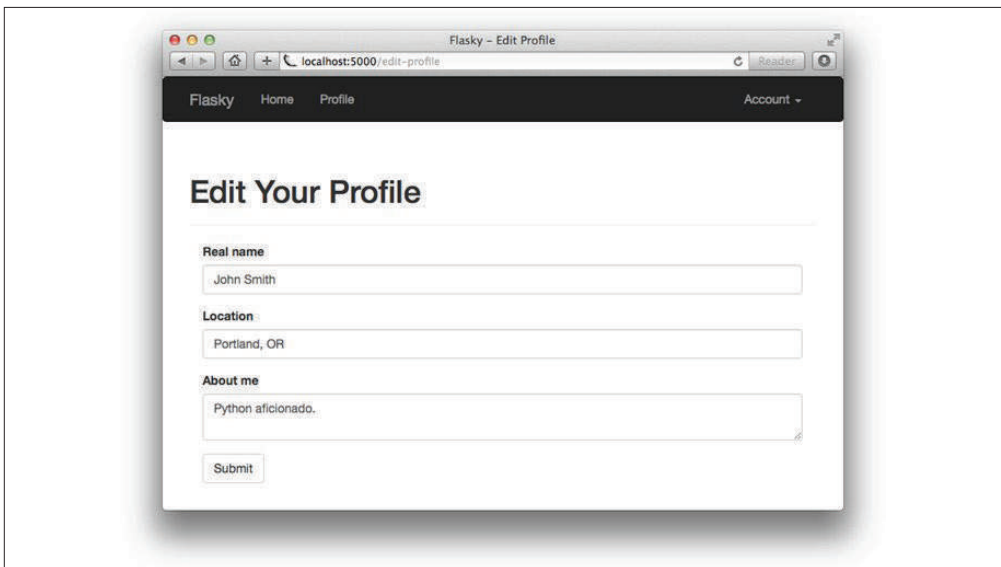 Flasky – Edit Profile
localhost:5000/edit-profile
Reader
Flasky Home Profile Account
Edit Your Profile
Real name
John Smith
Location
Portland, OR
About me
Python aficionado.
Submit